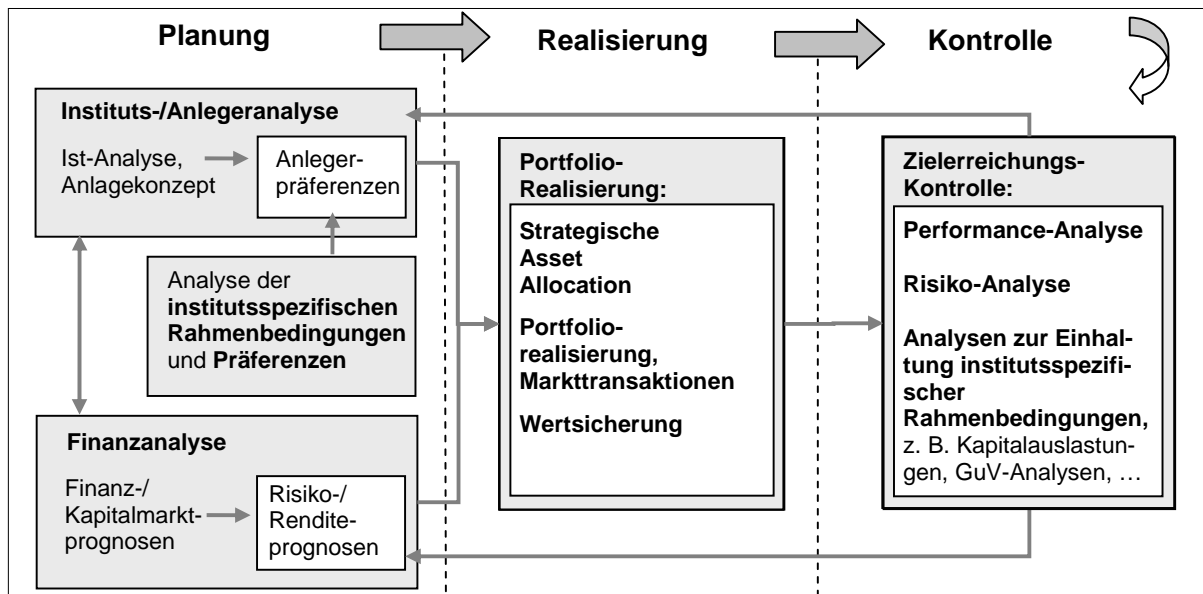 Planung
Realisierung
Kontrolle
Instituts-/Anlegeranalyse
Ist-Analyse,
Anlagekonzept
Anleger-
präferenzen
Analyse der
institutsspezifischen
Rahmenbedingungen
und Präferenzen
Finanzanalyse
Finanz-/
Kapitalmarkt-
prognosen
Risiko-/
Rendite-
prognosen
Portfolio-
Realisierung:
Strategische
Asset
Allocation
Portfolio-
realisierung,
Markttransaktionen
Wertsicherung
Zielerreichungs-
Kontrolle:
Performance-Analyse
Risiko-Analyse
Analysen zur Einhal-
tung institutsspezifi-
scher
Rahmenbedingungen,
z. B. Kapitalauslastun-
gen, GuV-Analysen, …